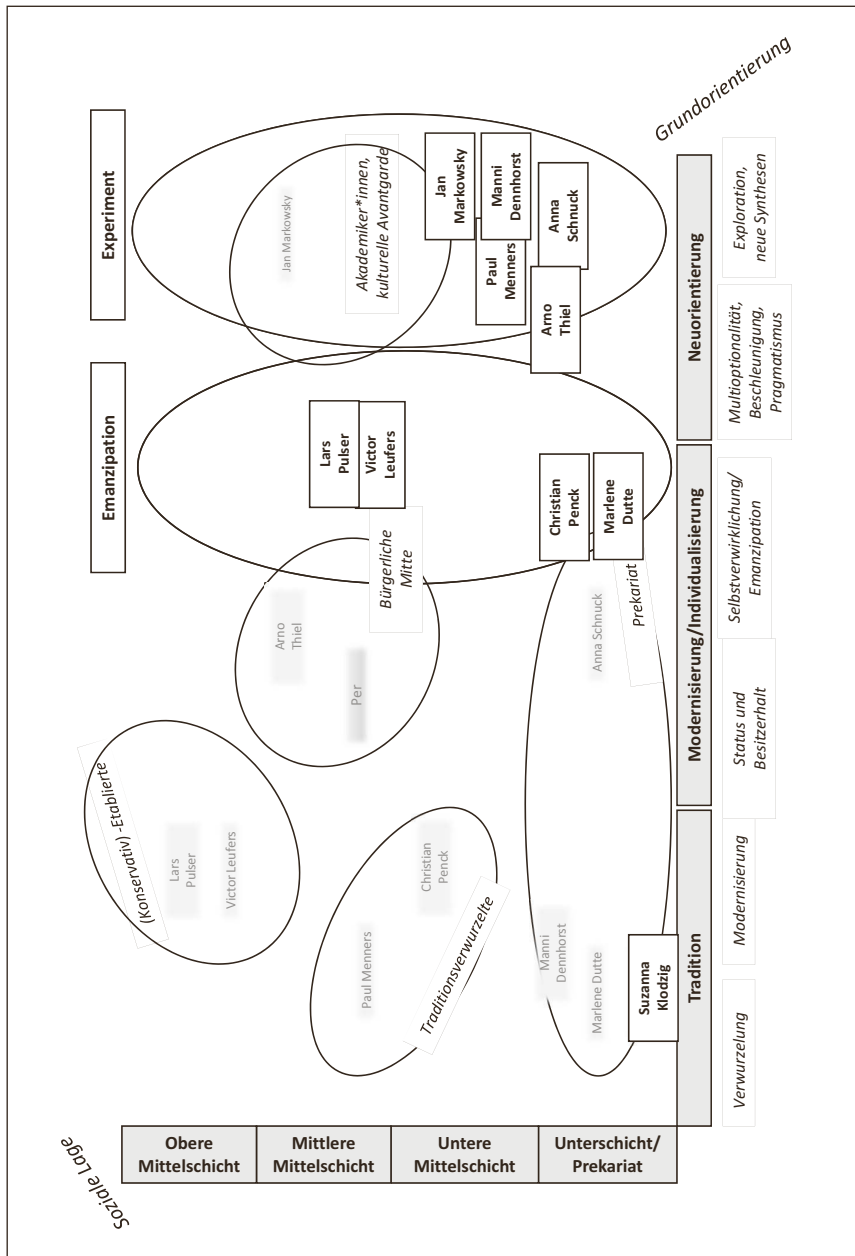 Soziale Lage
Obere
Mittelschicht
Mittlere
Mittelschicht
Untere
Mittelschicht
Unterschicht/
Prekariat
Emanzipation
Experiment
(Konservativ) -Etablierte
Lars
Pulser
Victor Leufers
Arno
Thiel
Per
Bürgerliche
Mitte
Lars
Pulser
Victor
Leufers
Jan Markowsky
Akademiker*innen,
kulturelle Avantgarde
Jan
Markowsky
Manni
Dennhorst
Paul
Menners
Anna
Schnuck
Arno
Thiel
Paul Menners
Christian
Penck
Traditionsverwurzelte
Manni
Dennhorst
Marlene Dutte
Suzanna
Klodzig
Anna Schnuck
Prekariat
Christian
Penck
Marlene
Dutte
Tradition
Modernisierung/Individualisierung
Neuorientierung
Grundorientierung
Verwurzelung
Modernisierung
Status und
Besitzerhalt
Selbstverwirklichung/
Emanzipation
Multioptionalität,
Beschleunigung,
Pragmatismus
Exploration,
neue Synthesen